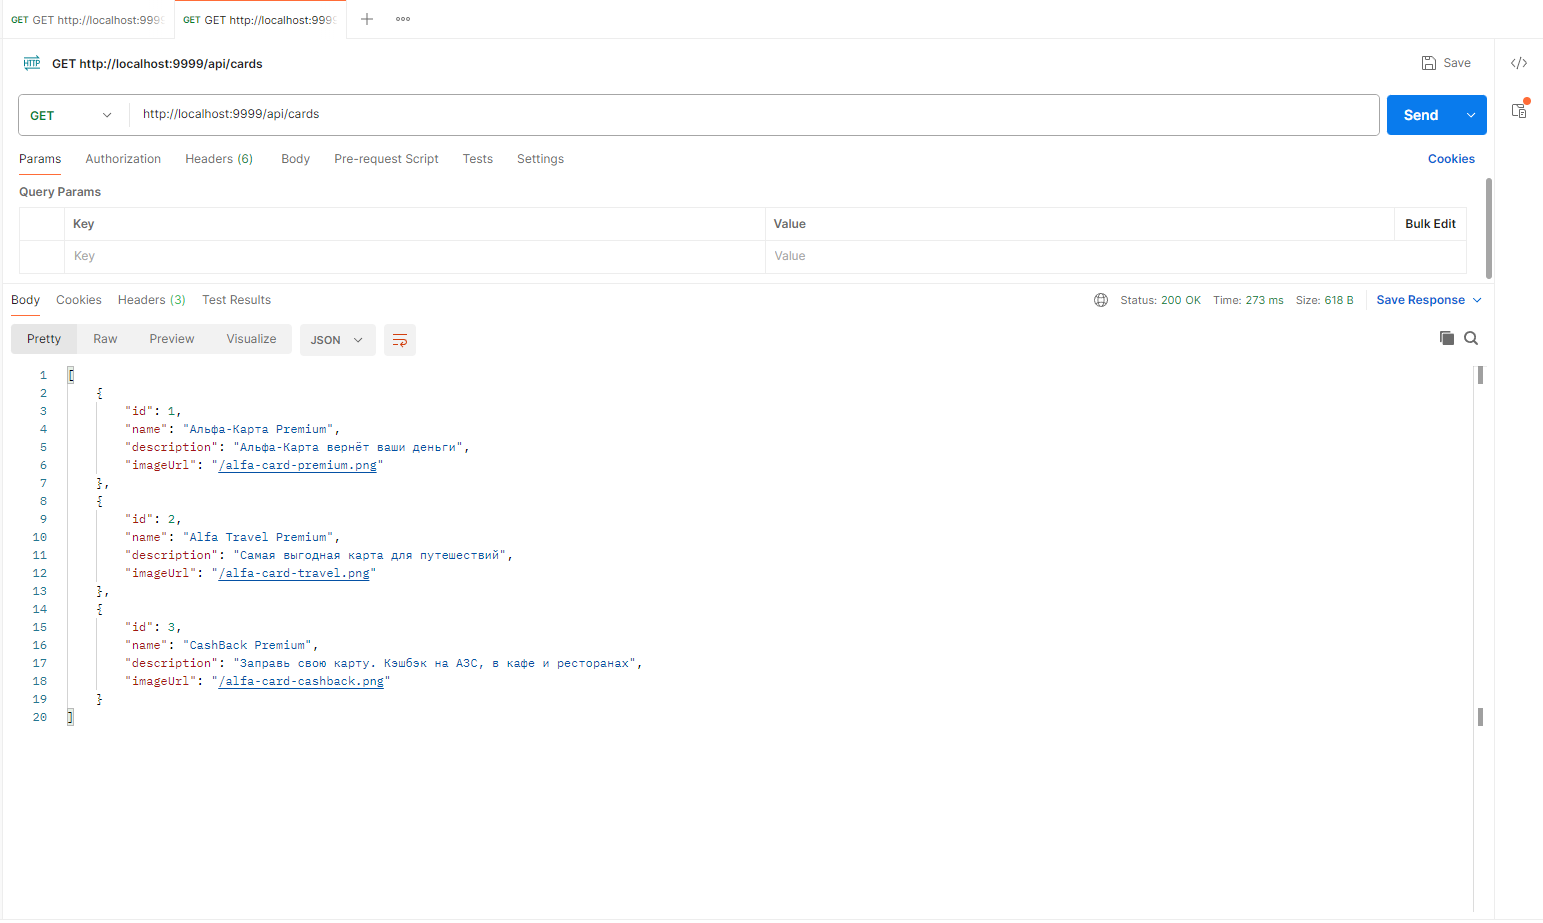 GET GET http://localhost:999
GET GET http://localhost:999
GET http://localhost:9999/api/cards
Save
GET http://localhost:9999/api/cards
Send
Params Authorization Headers (6) Body Pre-request Script Tests Settings Cookies
Query Params
Key Value Bulk Edit
Key Value
Body Cookies Headers (3) Test Results Status: 200 OK Time: 273 ms Size: 618 B Save Response
Pretty Raw Preview Visualize JSON
1 [
2 {
3 "id": 1,
4 "name": "Альфа-Карта Premium",
5 "description": "Альфа-Карта вернёт ваши деньги",
6 "imageUrl": "/alfa-card-premium.png"
7 },
8 {
9 "id": 2,
10 "name": "Alfa Travel Premium",
11 "description": "Самая выгодная карта для путешествий",
12 "imageUrl": "/alfa-card-travel.png"
13 },
14 {
15 "id": 3,
16 "name": "CashBack Premium",
17 "description": "Заправь свою карту. Кэшбэк на АЗС, в кафе и ресторанах",
18 "imageUrl": "/alfa-card-cashback.png"
19 }
20 ]